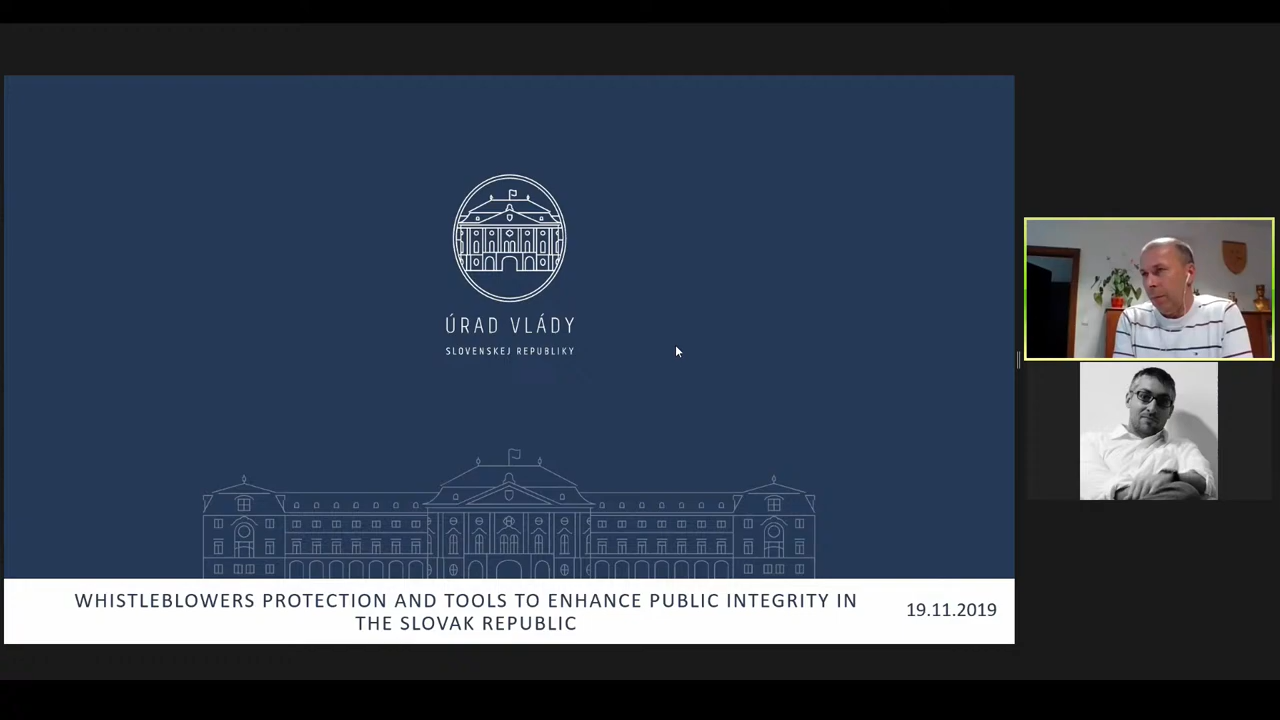 ÚRAD VLÁDY
SLOVENSKEJ REPUBLIKY
WHISTLEBLOWERS PROTECTION AND TOOLS TO ENHANCE PUBLIC INTEGRITY IN
THE SLOVAK REPUBLIC
19.11.2019